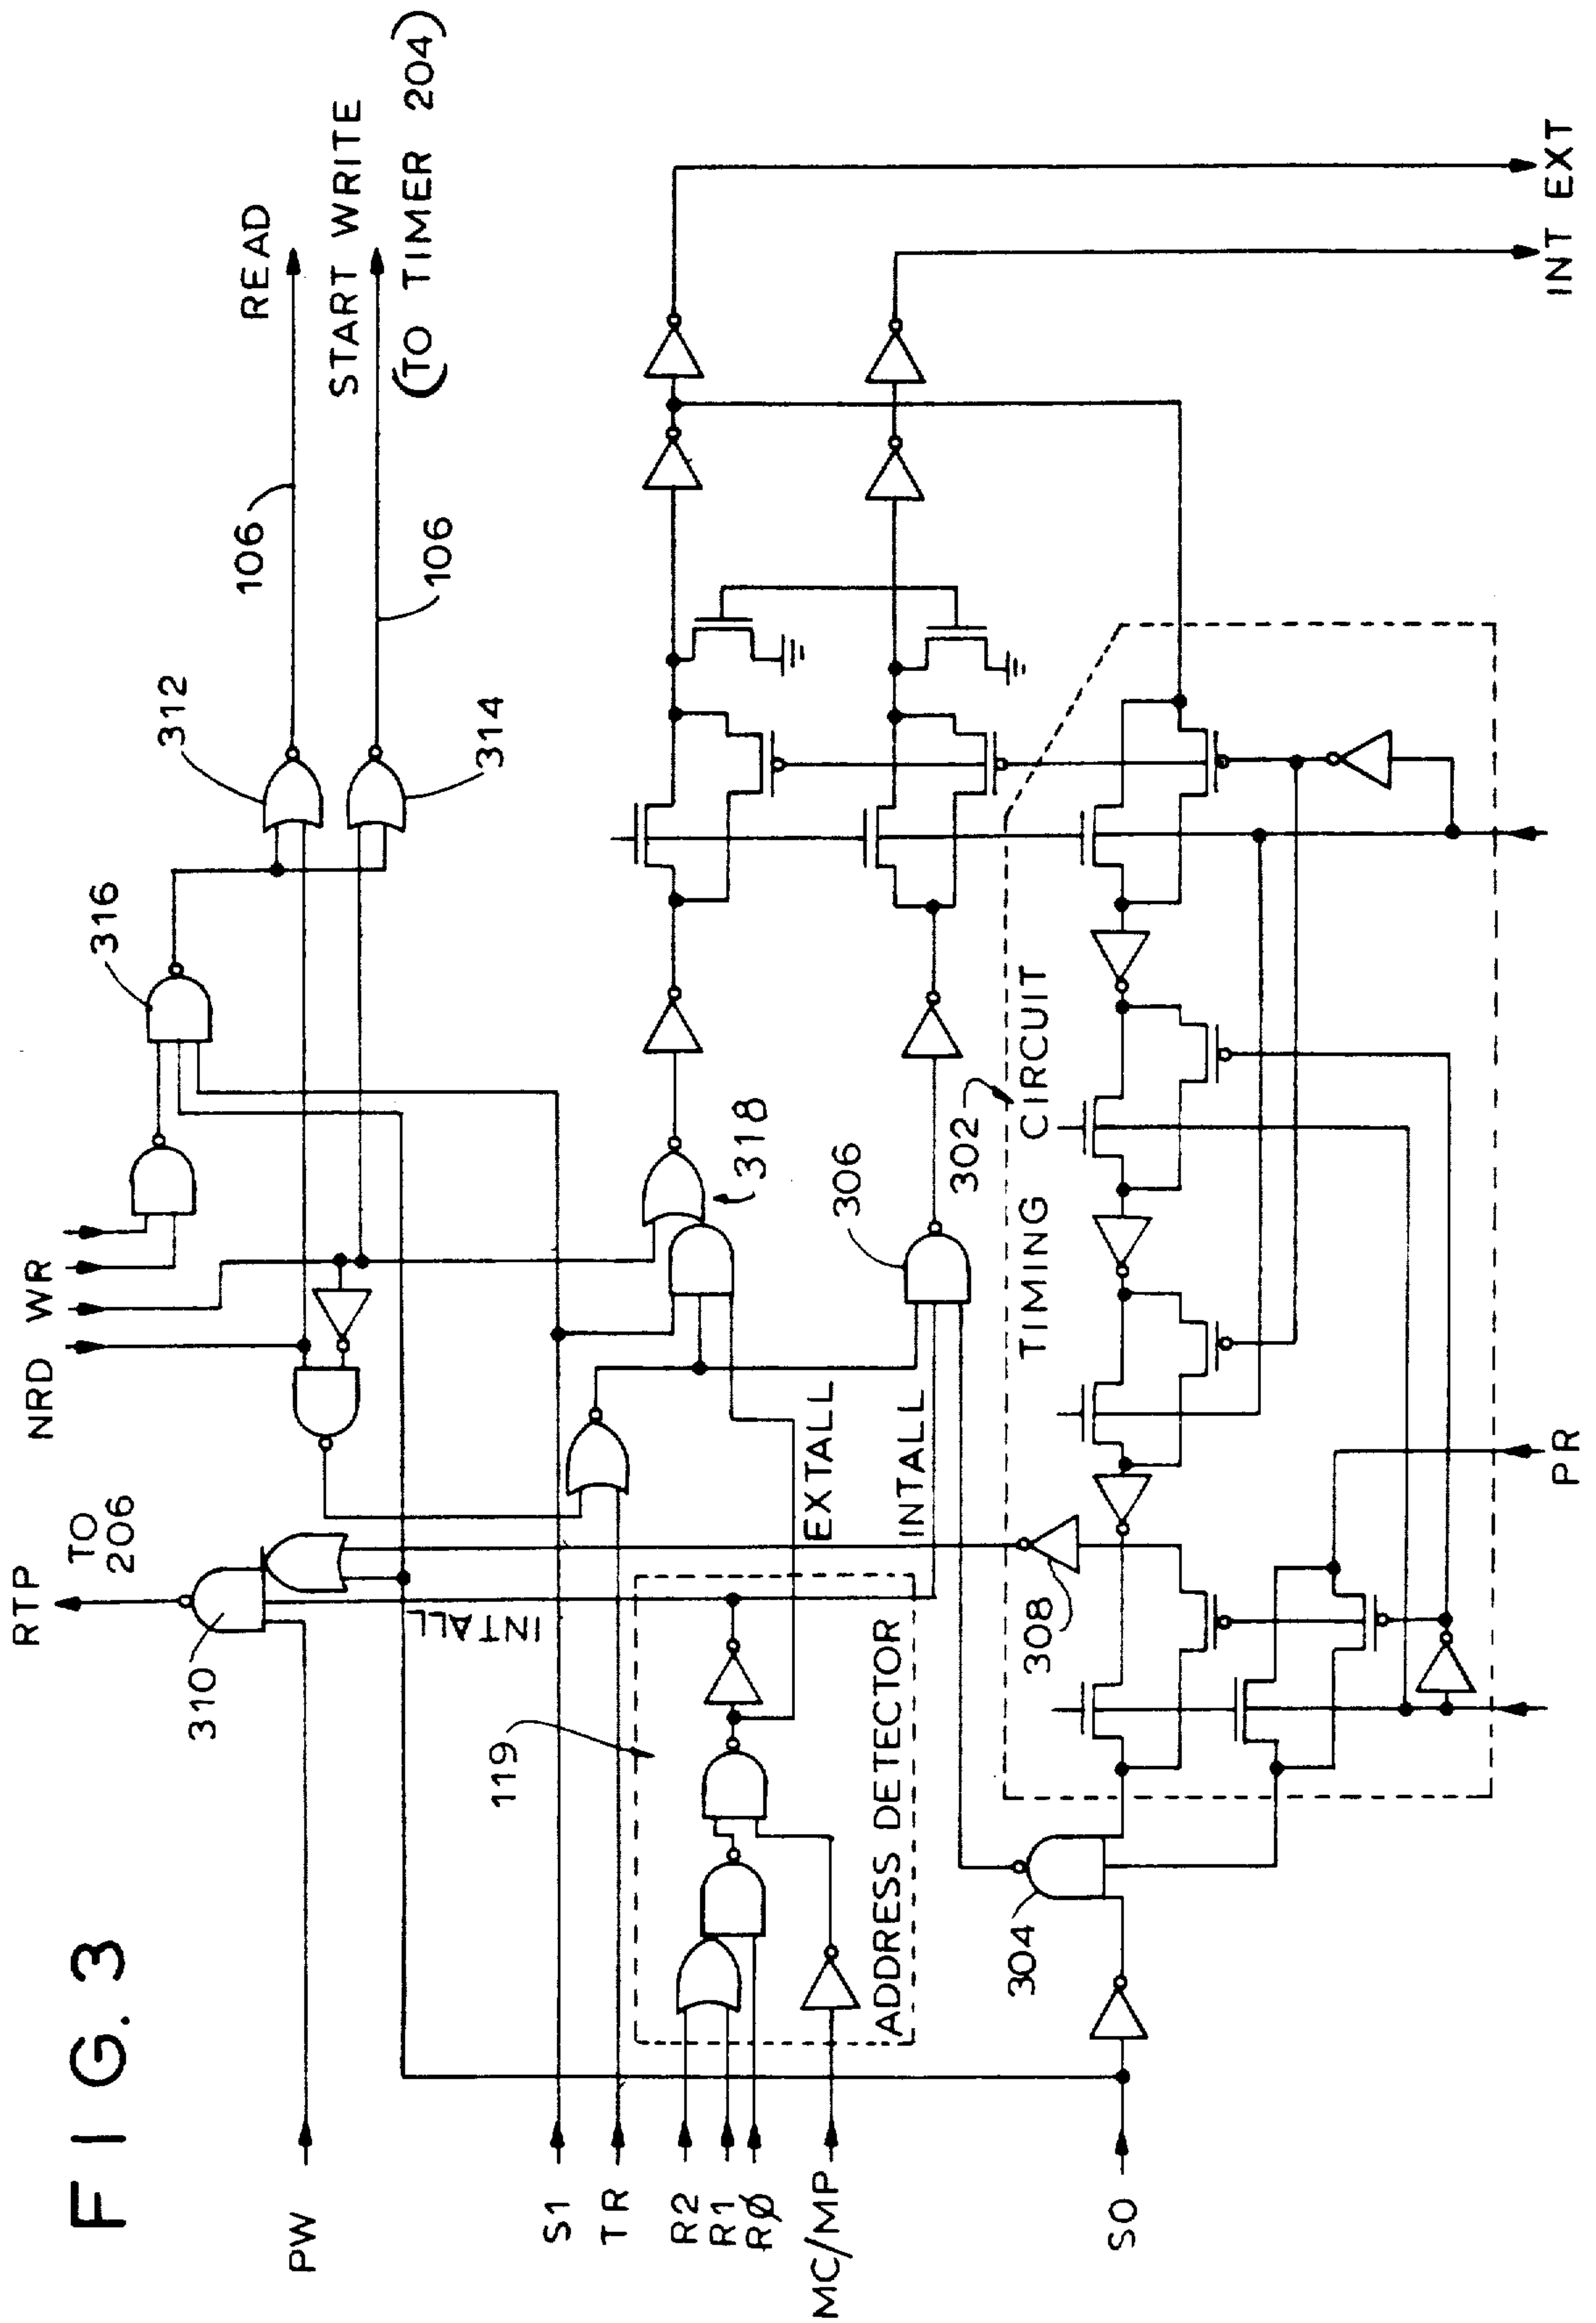 FIG. 3
RTP
TO
206
NRD
WR
316
312
314
106
106
READ
START WRITE
(TO TIMER 204)
310
INTALL
PW
S1
TR
R2
R1
RØ
MC/MP
SO
119
ADDRESS DETECTOR
EXTALL
INTALL
318
306
302
TIMING CIRCUIT
304
308
PR
INT
EXT